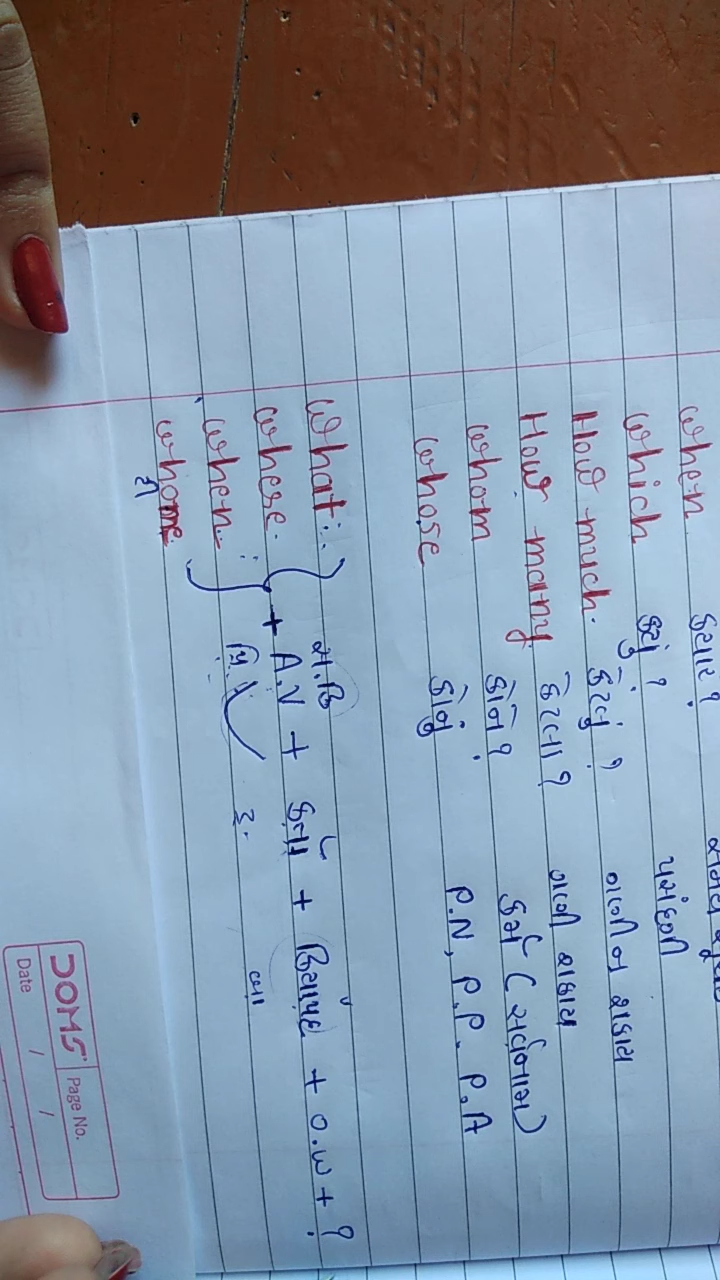 when ક્યારે ?
which કયું ? પસંદગી
How much. કેટલું ? ગણી ન શકાય
How many કેટલા ? ગણી શકાય
whom કોને ? કર્મ ( સર્વનામ )
whose કોનું P.N, P.P. P.A
what :
where. + A.V + કર્તા + ક્રિયાપદ + O.W + ?
when.
whom
DOMS Page No.
Date / /